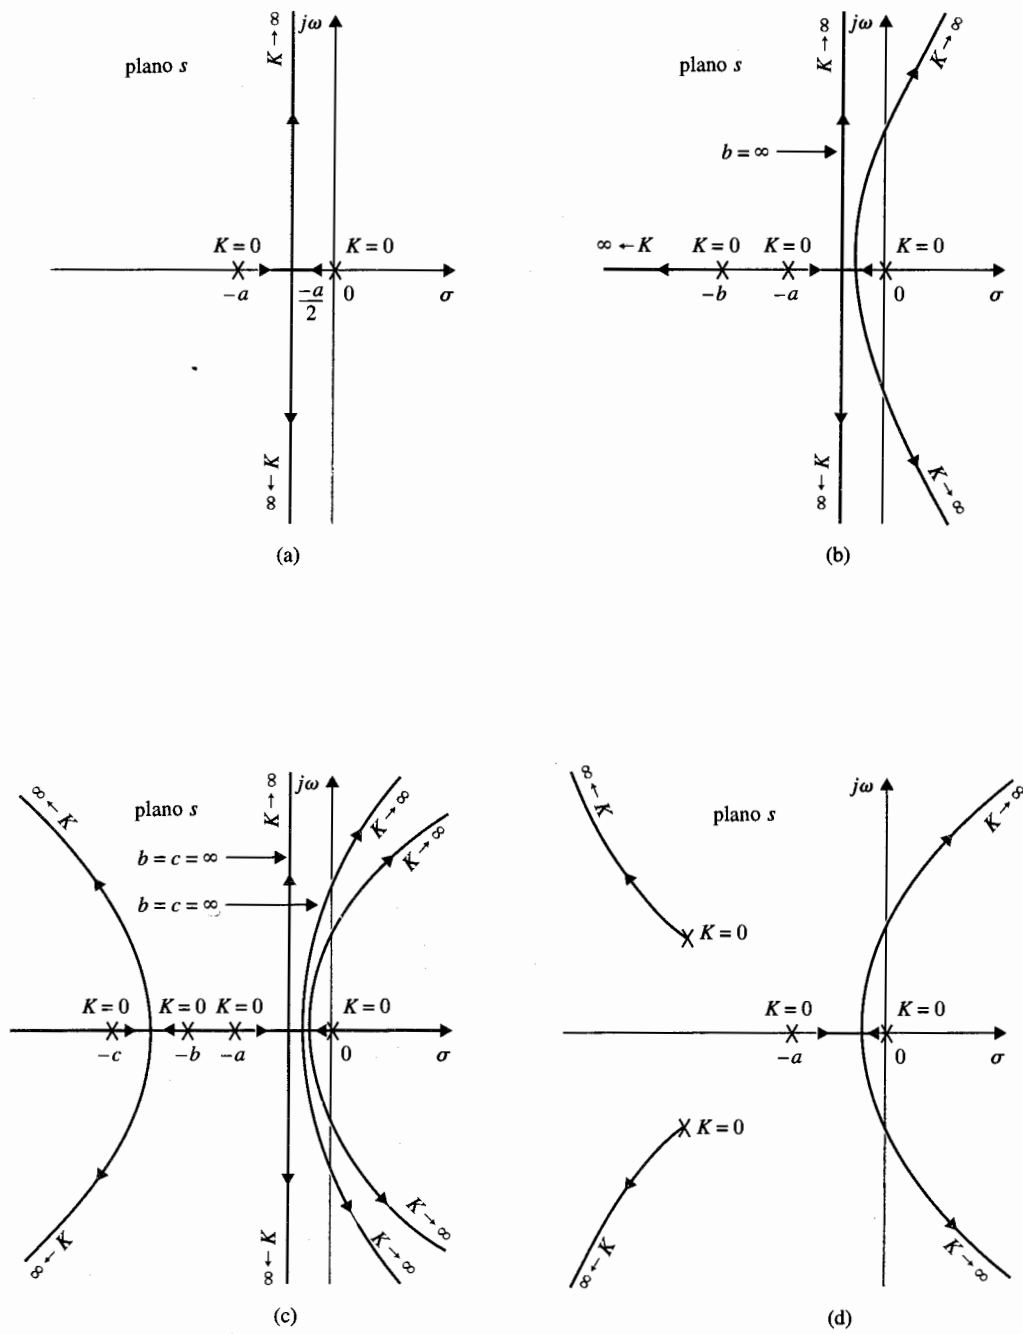 K → ∞
jω
plano s
K = 0
K = 0
−a
−a
2
0
σ
∞ ← K
(a)
K → ∞
jω
K → ∞
plano s
b = ∞
∞ ← K
K = 0
K = 0
K = 0
−b
−a
0
σ
∞ ← K
K → ∞
(b)
∞ ← K
K → ∞
jω
plano s
K → ∞
K → ∞
b = c = ∞
b = c = ∞
K = 0
K = 0
K = 0
K = 0
−c
−b
−a
0
σ
∞ ← K
∞ ← K
K → ∞
K → ∞
(c)
∞ ← K
jω
K → ∞
plano s
K = 0
K = 0
K = 0
−a
0
σ
K = 0
∞ ← K
K → ∞
(d)